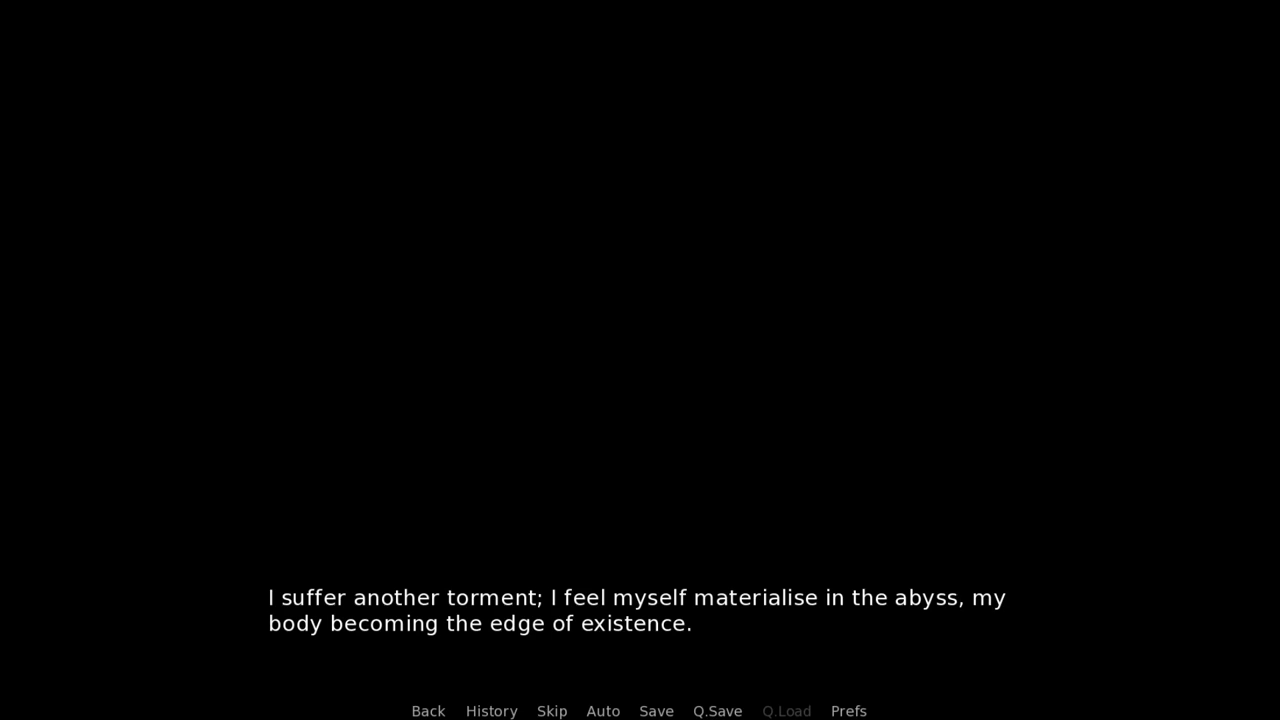 I suffer another torment; I feel myself materialise in the abyss, my
body becoming the edge of existence.
Back History Skip Auto Save Q.Save Q.Load Prefs